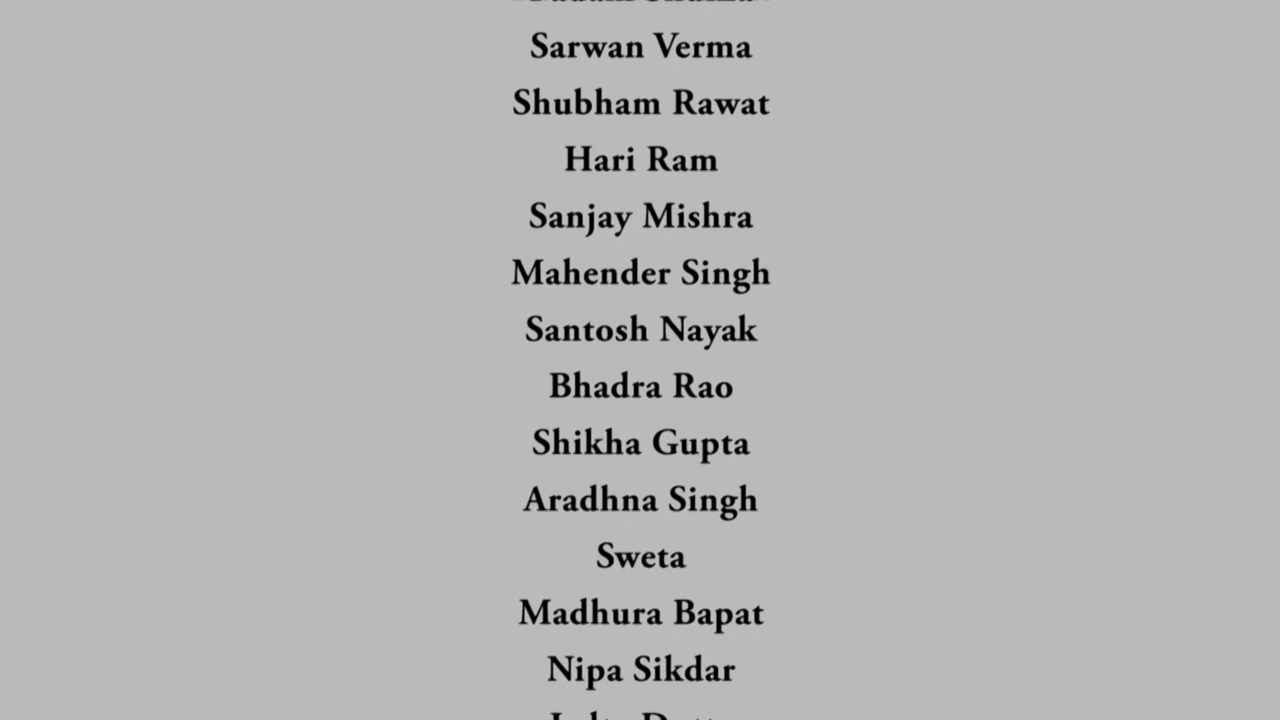 Sarwan Verma
Shubham Rawat
Hari Ram
Sanjay Mishra
Mahender Singh
Santosh Nayak
Bhadra Rao
Shikha Gupta
Aradhna Singh
Sweta
Madhura Bapat
Nipa Sikdar